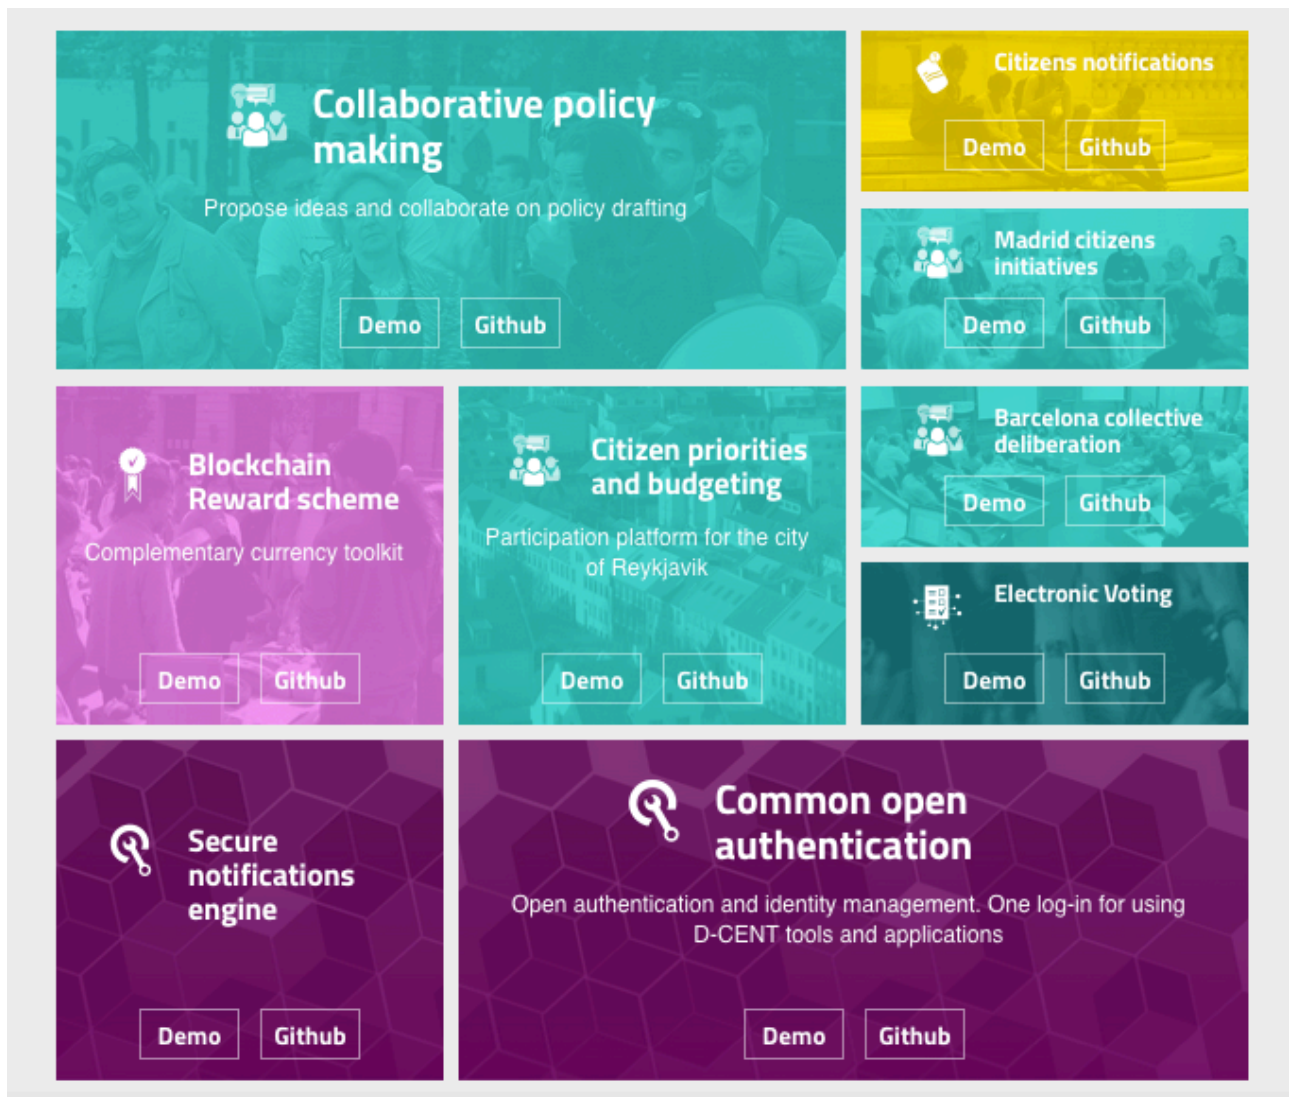 Collaborative policy
making
Propose ideas and collaborate on policy drafting
Demo
Github
Citizens notifications
Demo
Github
Madrid citizens
initiatives
Demo
Github
Blockchain
Reward scheme
Complementary currency toolkit
Demo
Github
Citizen priorities
and budgeting
Participation platform for the city
of Reykjavik
Demo
Github
Barcelona collective
deliberation
Demo
Github
Electronic Voting
Demo
Github
Secure
notifications
engine
Demo
Github
Common open
authentication
Open authentication and identity management. One log-in for using
D-CENT tools and applications
Demo
Github